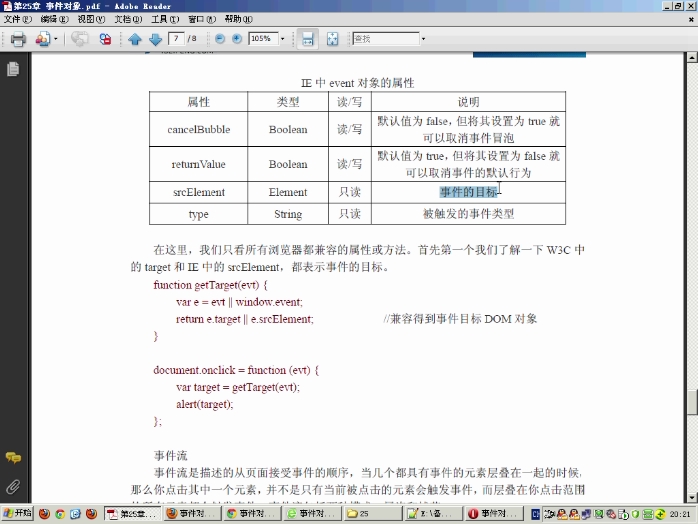 第25章 事件对象.pdf - Adobe Reader
文件(F) 编辑(E) 视图(V) 文档(D) 工具(T) 窗口(W) 帮助(H)
7 / 8 105% 查找
IE 中 event 对象的属性
属性 类型 读/写 说明
cancelBubble Boolean 读/写 默认值为 false，但将其设置为 true 就
可以取消事件冒泡
returnValue Boolean 读/写 默认值为 true，但将其设置为 false 就
可以取消事件的默认行为
srcElement Element 只读 事件的目标
type String 只读 被触发的事件类型
在这里，我们只看所有浏览器都兼容的属性或方法。首先第一个我们了解一下 W3C 中
的 target 和 IE 中的 srcElement，都表示事件的目标。
function getTarget(evt) {
var e = evt || window.event;
return e.target || e.srcElement; //兼容得到事件目标 DOM 对象
}
document.onclick = function (evt) {
var target = getTarget(evt);
alert(target);
};
事件流
事件流是描述的从页面接受事件的顺序，当几个都具有事件的元素层叠在一起的时候，
那么你点击其中一个元素，并不是只有当前被点击的元素会触发事件，而层叠在你点击范围
开始 第25章... 事件对... 事件对... 事件对... 25 E:\备... 事件对... 20:21